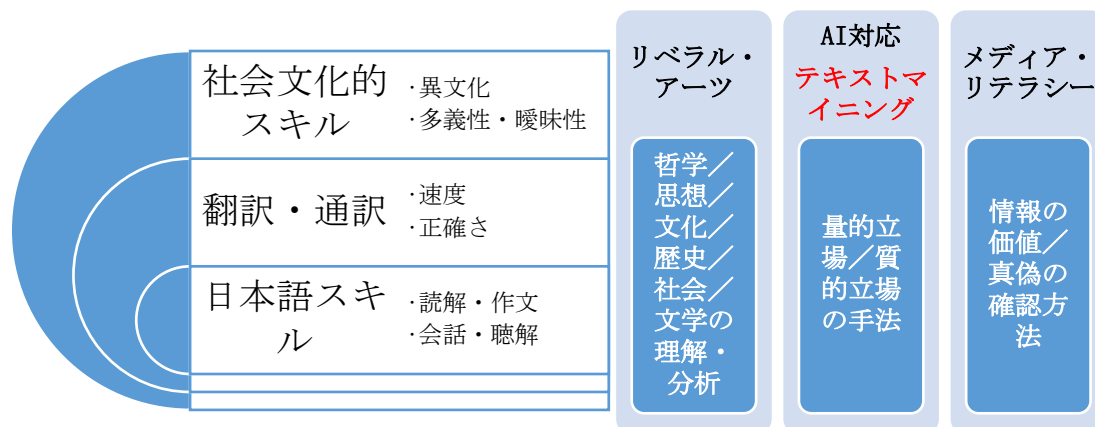 社会文化的
スキル
·異文化
·多義性・曖昧性
翻訳・通訳
·速度
·正確さ
日本語スキ
ル
·読解・作文
·会話・聴解
リベラル・
アーツ
哲学／
思想／
文化／
歴史／
社会／
文学の
理解・
分析
AI対応
テキストマ
イニング
量的立
場／質
的立場
の手法
メディア・
リテラシー
情報の
価値／
真偽の
確認方
法